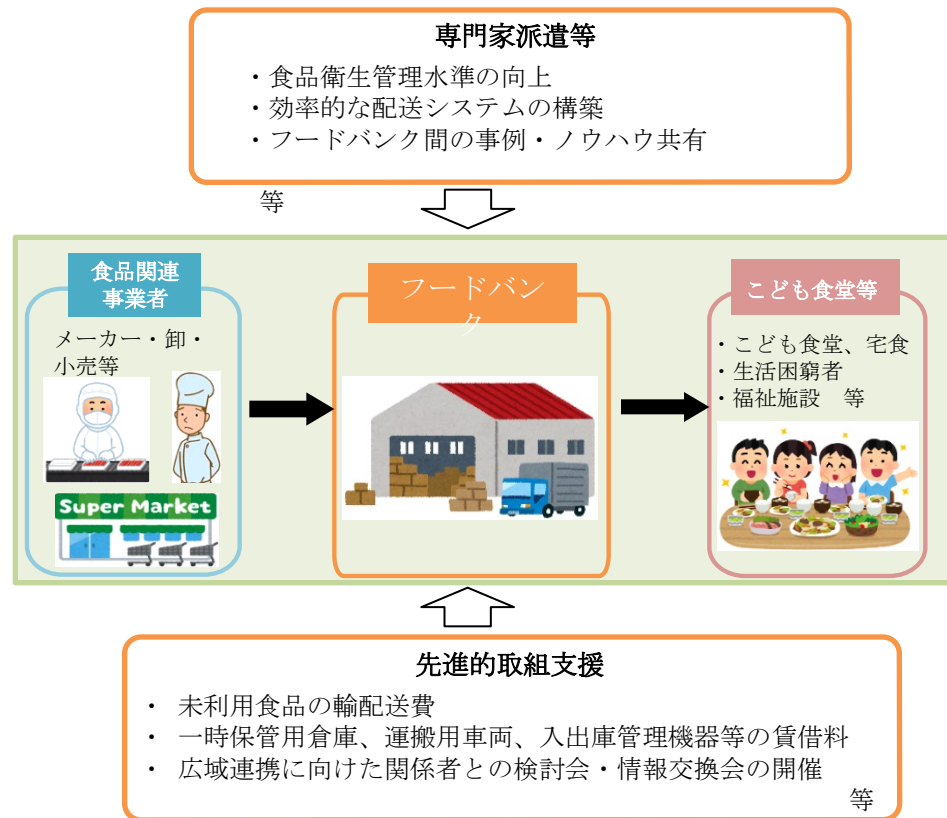 専門家派遣等
・食品衛生管理水準の向上
・効率的な配送システムの構築
・フードバンク間の事例・ノウハウ共有
等
食品関連
事業者
メーカー・卸・
小売等
Super Market
フードバン
ク
こども食堂等
・こども食堂、宅食
・生活困窮者
・福祉施設　等
先進的取組支援
・ 未利用食品の輸配送費
・ 一時保管用倉庫、運搬用車両、入出庫管理機器等の賃借料
・ 広域連携に向けた関係者との検討会・情報交換会の開催
等